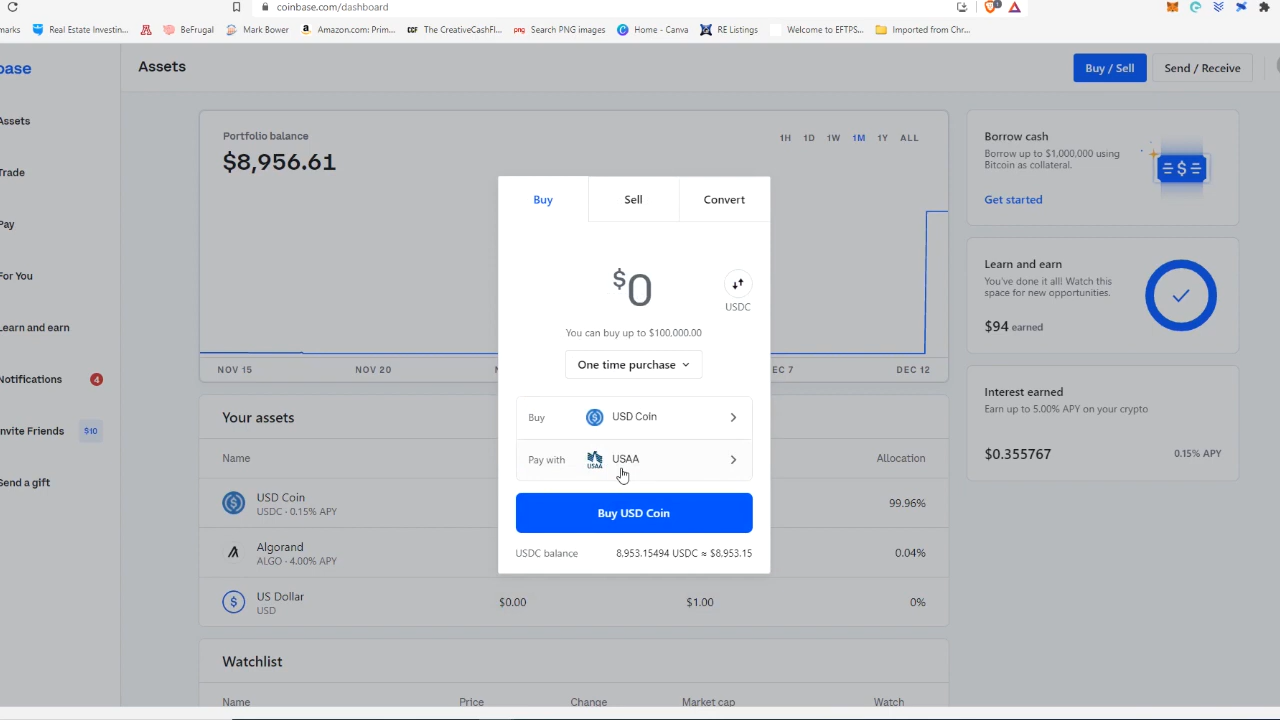 coinbase.com/dashboard
marks Real Estate Investin... BeFrugal Mark Bower Amazon.com: Prim... CCF The CreativeCashFl... png Search PNG images Home - Canva RE Listings Welcome to EFTPS... Imported from Chr...
base
Assets
Buy / Sell
Send / Receive
Assets
Trade
Pay
For You
Learn and earn
Notifications 4
nvite Friends $10
Send a gift
Portfolio balance
$8,956.61
1H 1D 1W 1M 1Y ALL
NOV 15 NOV 20 N EC 7 DEC 12
Buy Sell Convert
$0
USDC
You can buy up to $100,000.00
One time purchase
Buy USD Coin
Pay with USAA
USAA
Buy USD Coin
USDC balance 8,953.15494 USDC ≈ $8,953.15
Your assets
Name Allocation
USD Coin 99.96%
USDC · 0.15% APY
Algorand 0.04%
ALGO · 4.00% APY
US Dollar $0.00 $1.00 0%
USD
Watchlist
Name Price Change Market cap Watch
Borrow cash
Borrow up to $1,000,000 using
Bitcoin as collateral.
Get started
Learn and earn
You've done it all! Watch this
space for new opportunities.
$94 earned
Interest earned
Earn up to 5.00% APY on your crypto
$0.355767 0.15% APY